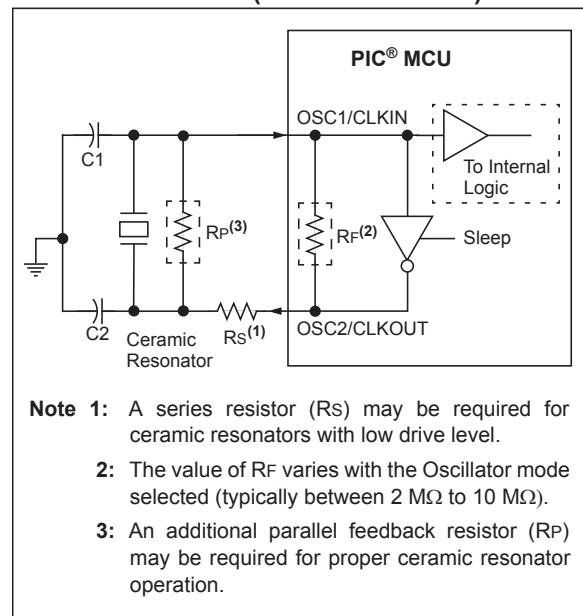 PIC® MCU
OSC1/CLKIN
C1
To Internal
Logic
RP(3)
RF(2)
Sleep
C2
Ceramic
Resonator
RS(1)
OSC2/CLKOUT
Note 1: A series resistor (RS) may be required for
ceramic resonators with low drive level.
2: The value of RF varies with the Oscillator mode
selected (typically between 2 MΩ to 10 MΩ).
3: An additional parallel feedback resistor (RP)
may be required for proper ceramic resonator
operation.